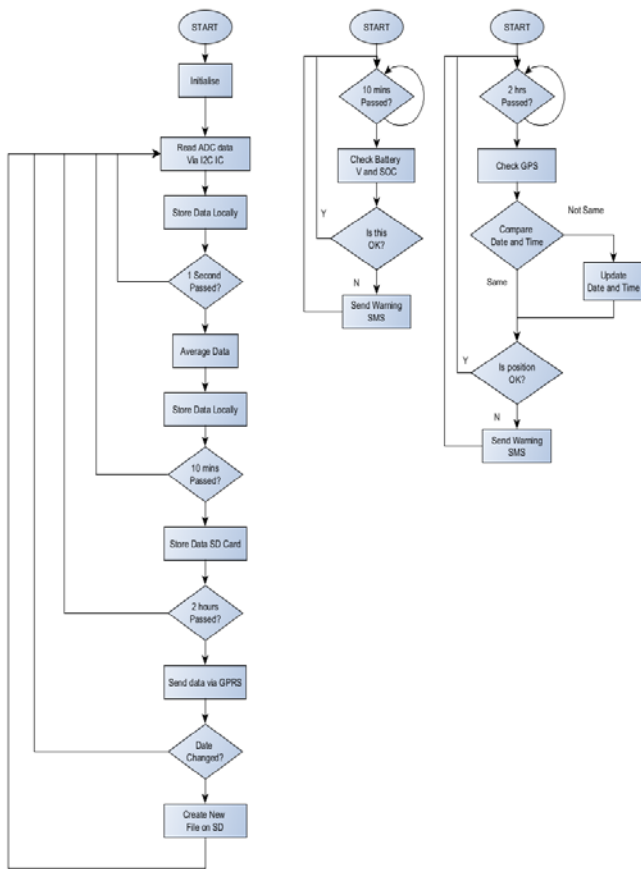 START
Initialise
Read ADC data
Via I2C IC
Store Data Locally
1 Second
Passed?
Average Data
Store Data Locally
10 mins
Passed?
Store Data SD Card
2 hours
Passed?
Send data via GPRS
Date
Changed?
Create New
File on SD
START
10 mins
Passed?
Check Battery
V and SOC
Y
Is this
OK?
N
Send Warning
SMS
START
2 hrs
Passed?
Check GPS
Not Same
Compare
Date and Time
Same
Update
Date and Time
Y
Is position
OK?
N
Send Warning
SMS